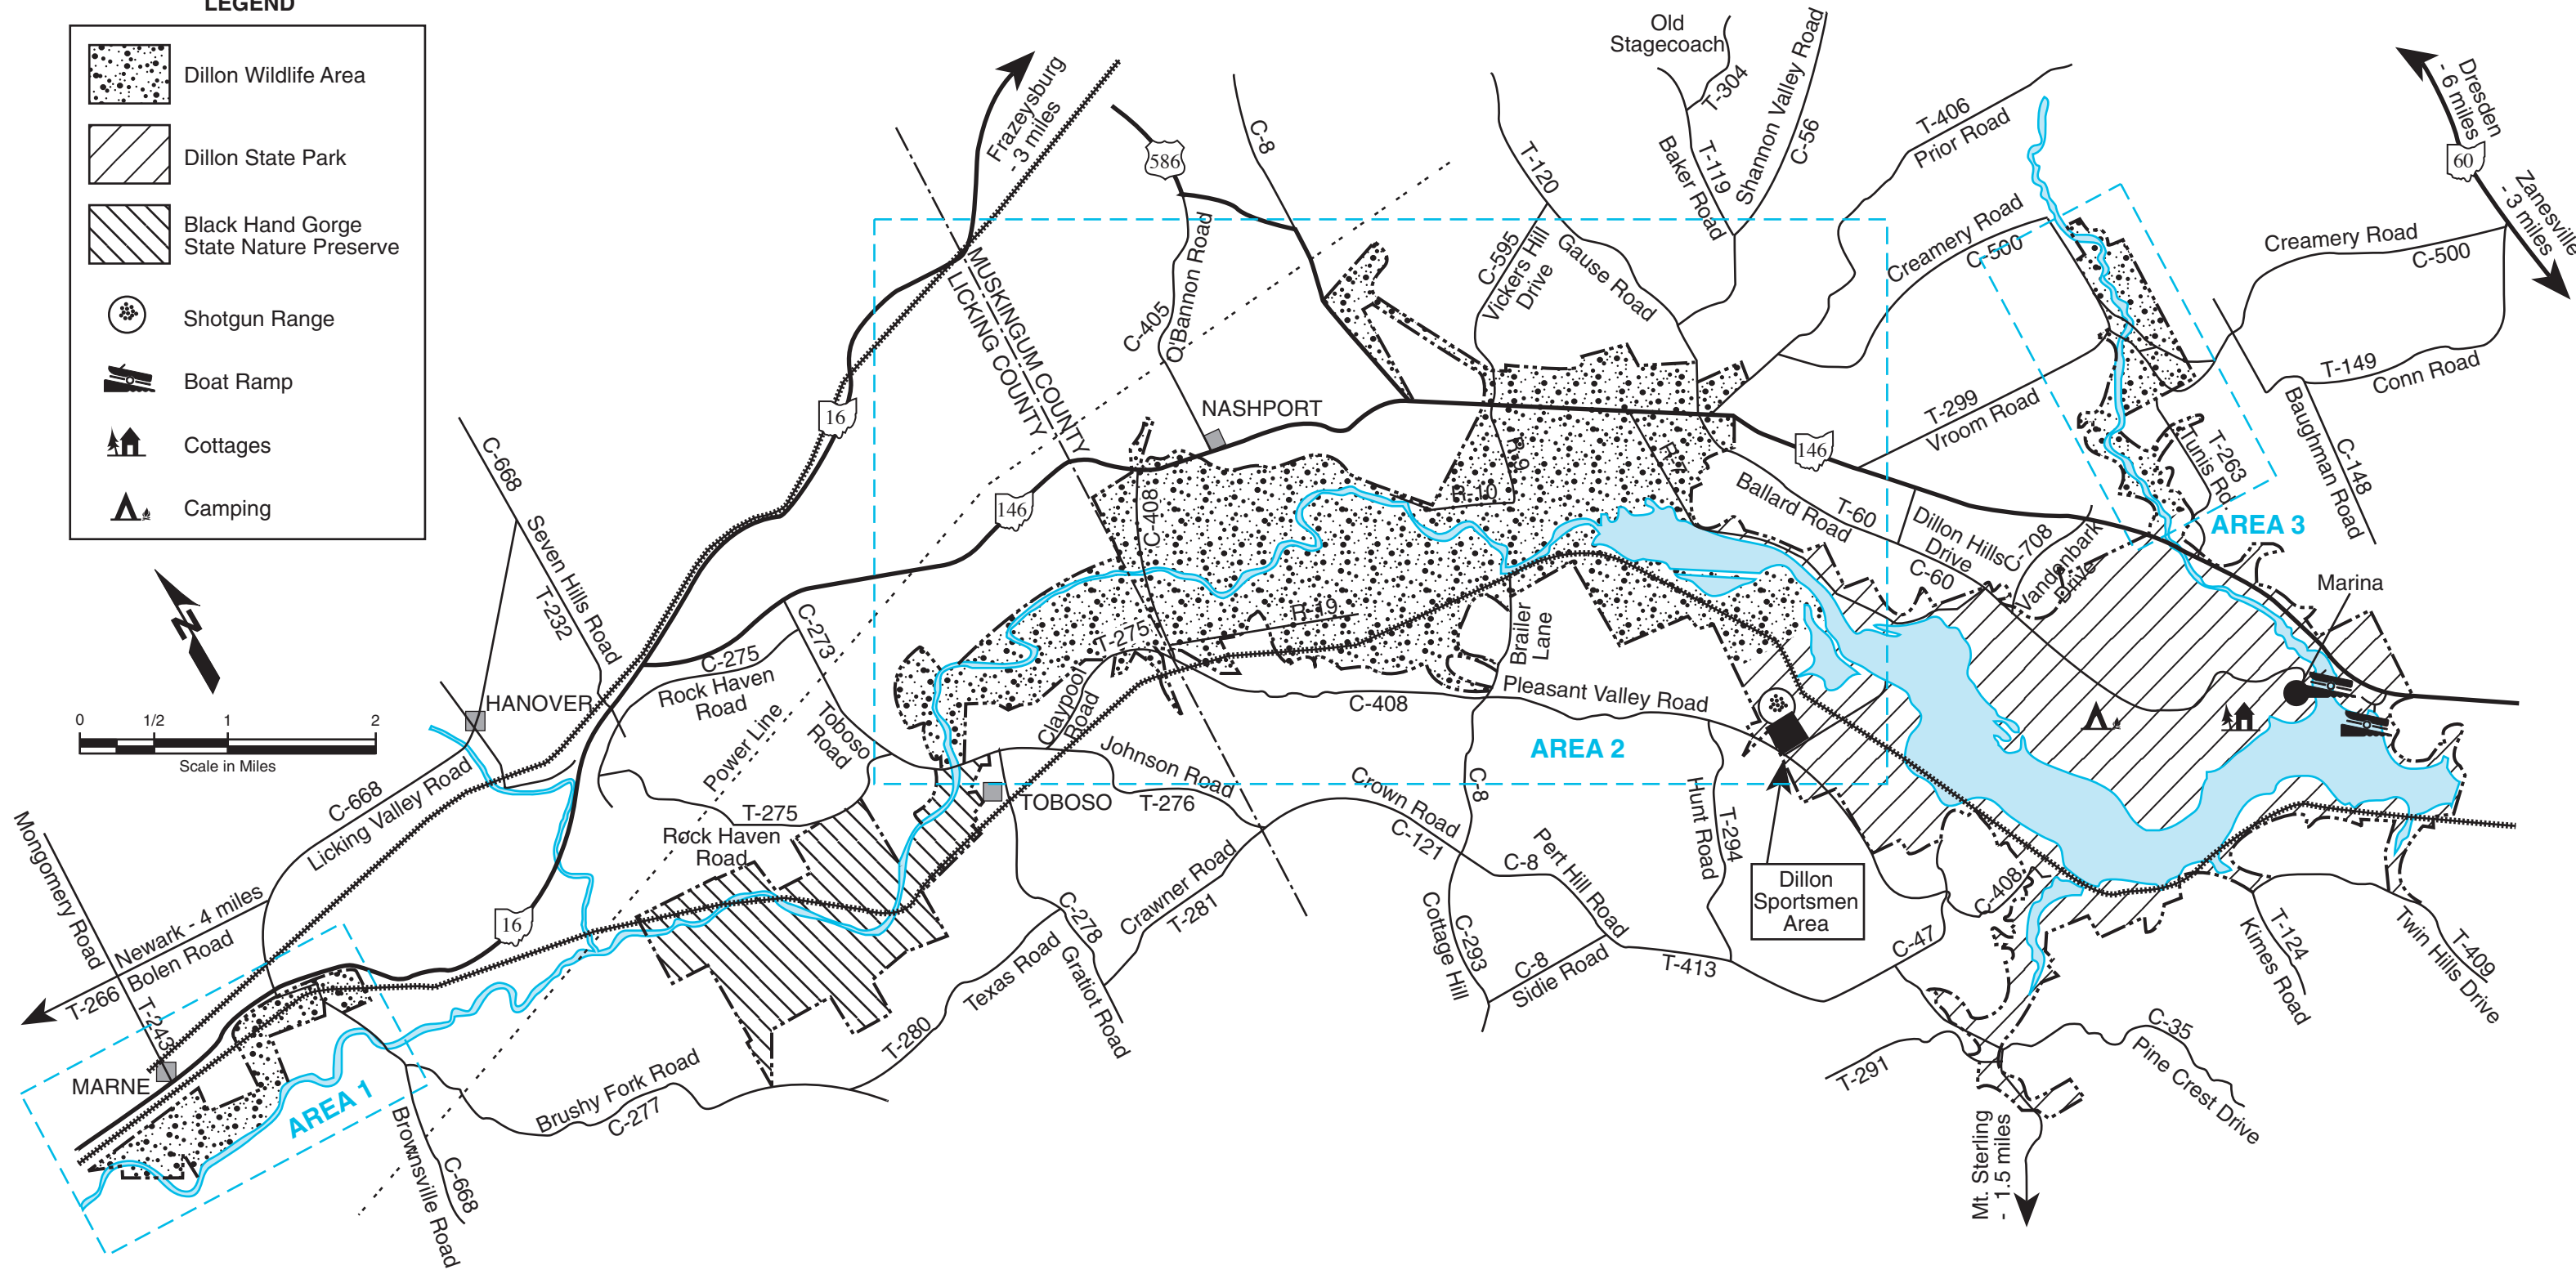 LEGEND
Dillon Wildlife Area
Dillon State Park
Black Hand Gorge
State Nature Preserve
Shotgun Range
Boat Ramp
Cottages
Camping
N
0 1/2 1 2
Scale in Miles
Frazeysburg
- 3 miles
586
C-8
T-120
Old
Stagecoach
T-304
T-119
Baker Road
Shannon Valley Road
C-56
T-406
Prior Road
Dresden
- 6 miles
60
Zanesville
- 3 miles
Creamery Road
C-500
Creamery Road
C-500
T-149
Conn Road
Baughman Road
C-148
MUSKINGUM COUNTY
LICKING COUNTY
C-405
O'Bannon Road
C-595
Vickers Hill
Drive
Gause Road
16
NASHPORT
146
T-299
Vroom Road
146
T-263
Tunis Rd.
AREA 3
C-668
Seven Hills Road
T-232
C-408
R-9
R-10
R-7
Ballard Road
T-60
Dillon Hills
Drive
C-60
C-708
Vandenbark
Drive
Marina
C-273
C-275
Rock Haven
Road
Power Line
Toboso
Road
T-275
R-19
Claypool
Road
Brailer
Lane
Pleasant Valley Road
C-408
AREA 2
HANOVER
C-668
Licking Valley Road
T-275
Rock Haven
Road
TOBOSO
Johnson Road
T-276
Crown Road
C-121
C-8
C-8
Pert Hill Road
Hunt Road
T-294
Dillon
Sportsmen
Area
C-408
Mongomery Road
Newark - 4 miles
T-266 Bolen Road
T-243
16
MARNE
AREA 1
Brownsville Road
C-668
Brushy Fork Road
C-277
T-280
Texas Road
C-278
Gratiot Road
Crawner Road
T-281
Cottage Hill
C-293
C-8
Sidie Road
T-413
C-47
T-124
Kimes Road
T-409
Twin Hills Drive
T-291
C-35
Pine Crest Drive
Mt. Sterling
- 1.5 miles